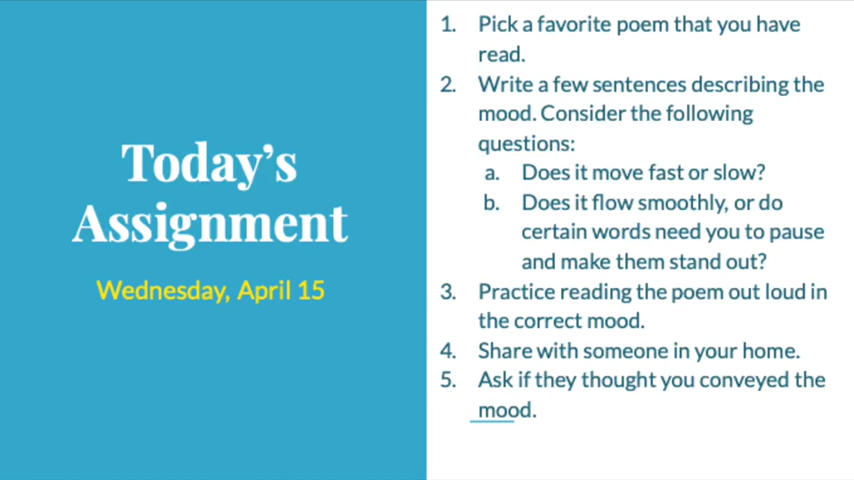 Today's
Assignment
Wednesday, April 15
1. Pick a favorite poem that you have
read.
2. Write a few sentences describing the
mood. Consider the following
questions:
a. Does it move fast or slow?
b. Does it flow smoothly, or do
certain words need you to pause
and make them stand out?
3. Practice reading the poem out loud in
the correct mood.
4. Share with someone in your home.
5. Ask if they thought you conveyed the
mood.